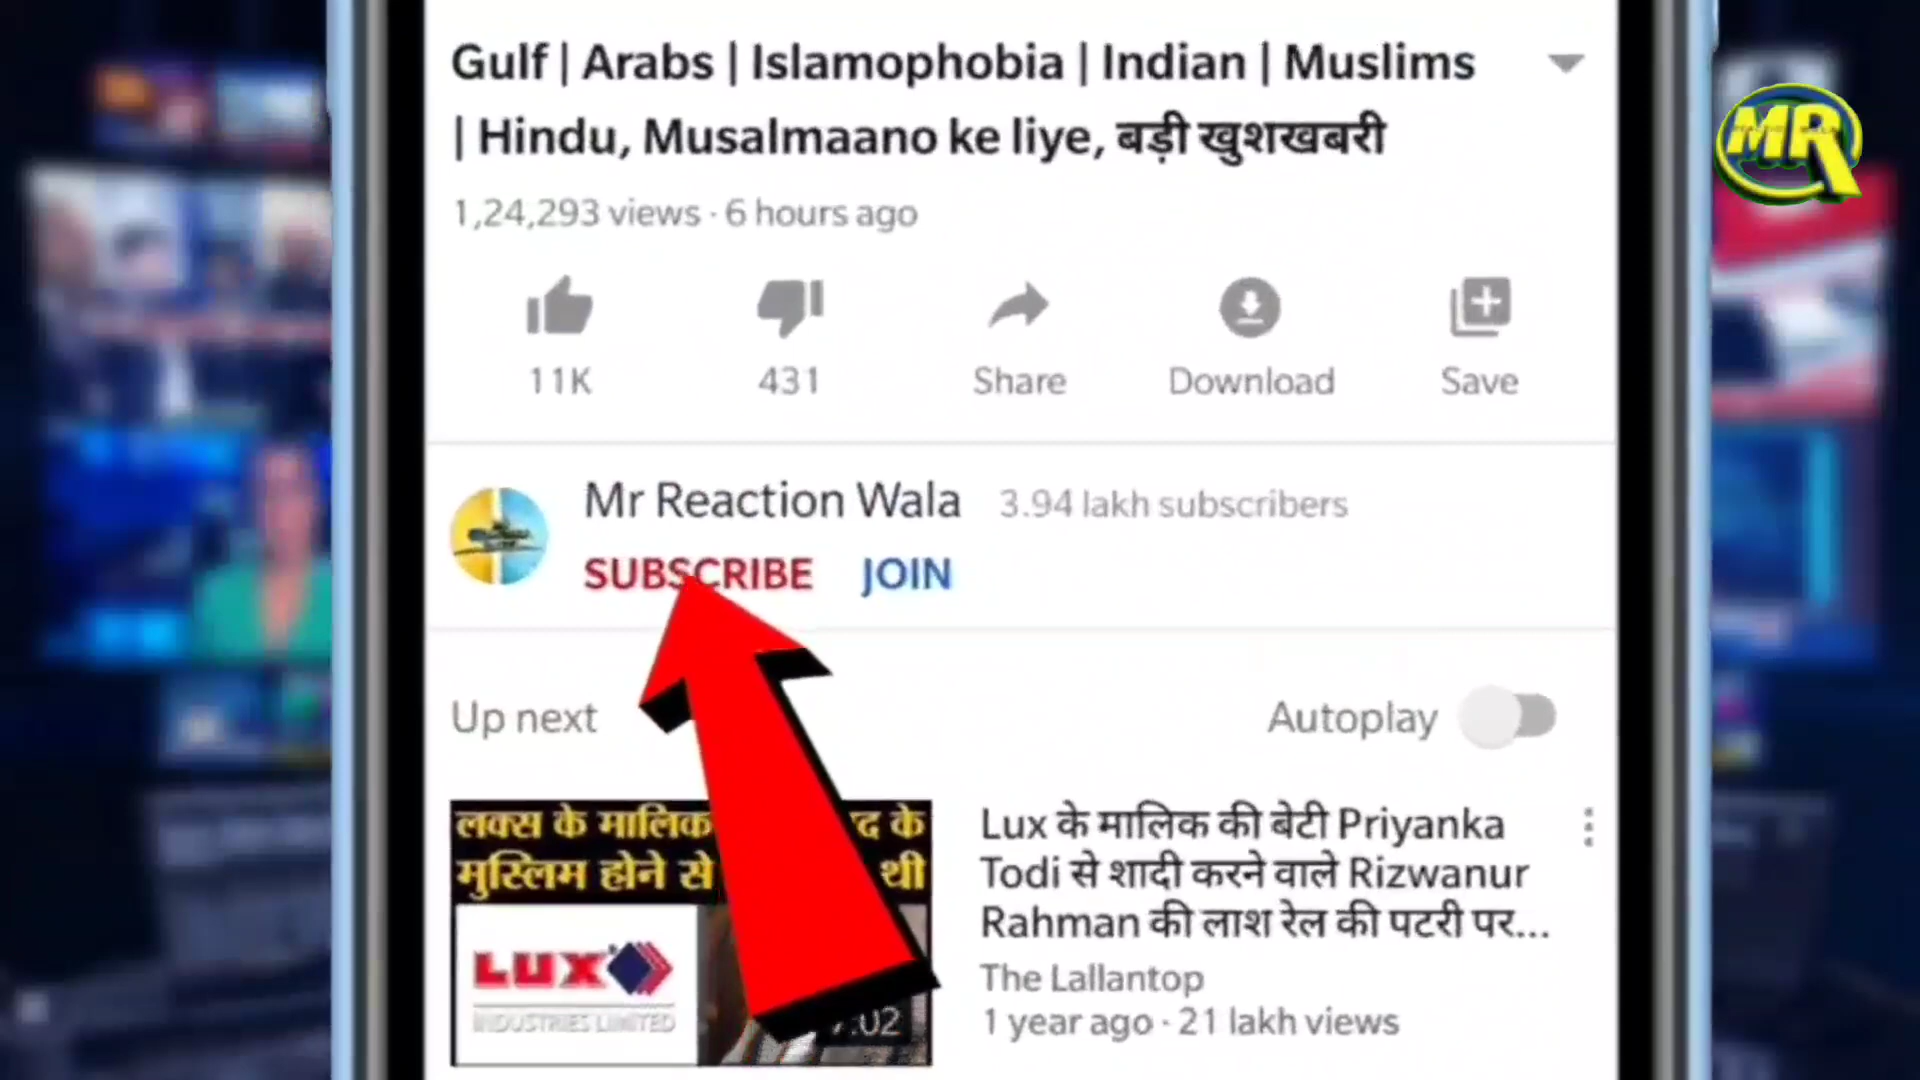 Gulf | Arabs | Islamophobia | Indian | Muslims
| Hindu, Musalmaano ke liye, बड़ी खुशखबरी
MR
1,24,293 views · 6 hours ago
11K
431
Share
Download
Save
Mr Reaction Wala
3.94 lakh subscribers
SUBSCRIBE
JOIN
Up next
Autoplay
लक्स के मालिक के
मुस्लिम होने से थी
LUX
INDUSTRIES LIMITED
:02
Lux के मालिक की बेटी Priyanka
Todi से शादी करने वाले Rizwanur
Rahman की लाश रेल की पटरी पर...
The Lallantop
1 year ago · 21 lakh views